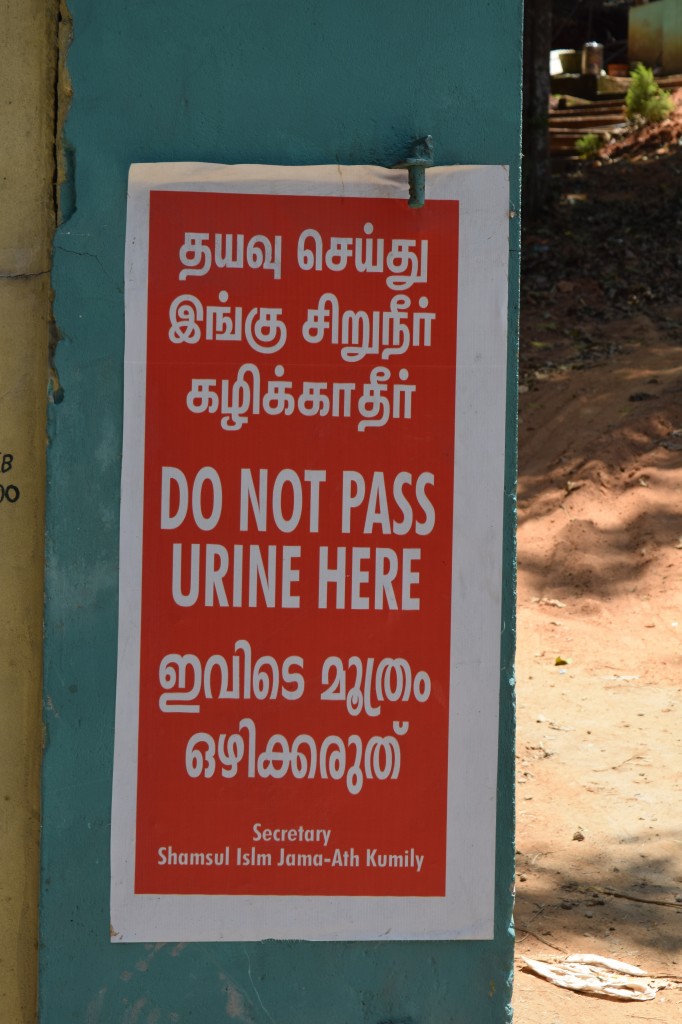 தயவு செய்து
இங்கு சிறுநீர்
கழிக்காதீர்
DO NOT PASS
URINE HERE
ഇവിടെ മൂത്രം
ഒഴിക്കരുത്
Secretary
Shamsul Islm Jama-Ath Kumily